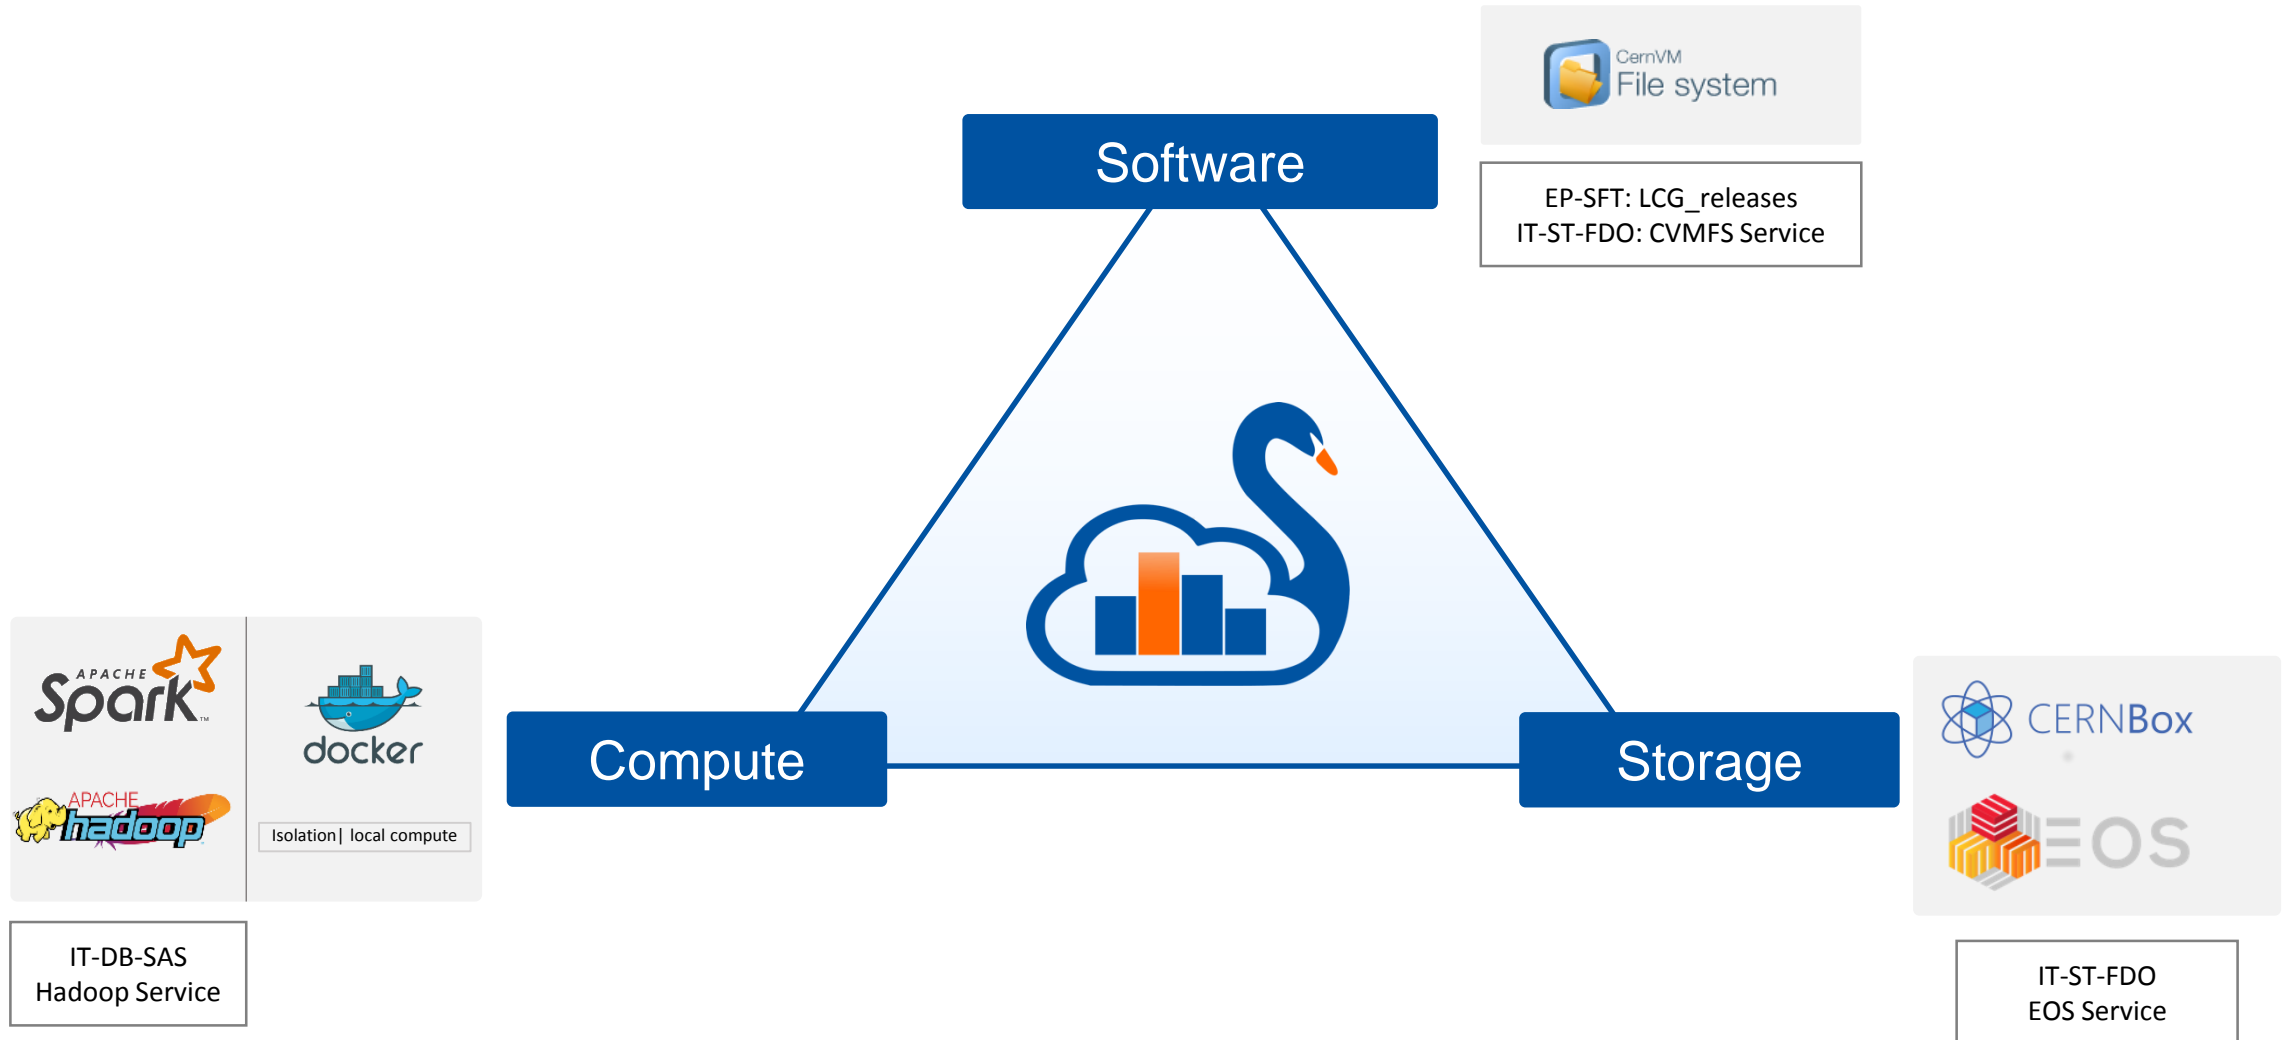 CernVM
File system
Software
EP-SFT: LCG_releases
IT-ST-FDO: CVMFS Service
APACHE
Spark™
docker
APACHE
hadoop
Isolation| local compute
Compute
Storage
CERNBox
EOS
IT-DB-SAS
Hadoop Service
IT-ST-FDO
EOS Service